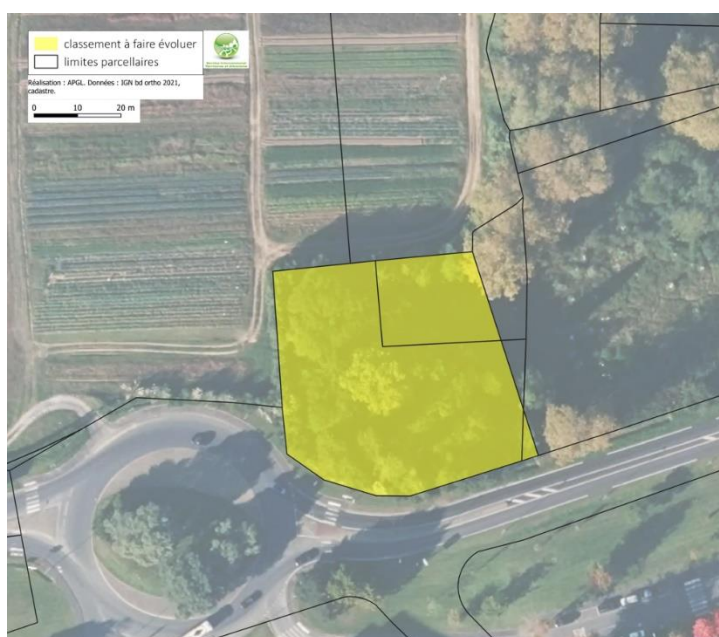 classement à faire évoluer
limites parcellaires
Réalisation : APGL. Données : IGN bd ortho 2021,
cadastre.
0 10 20 m